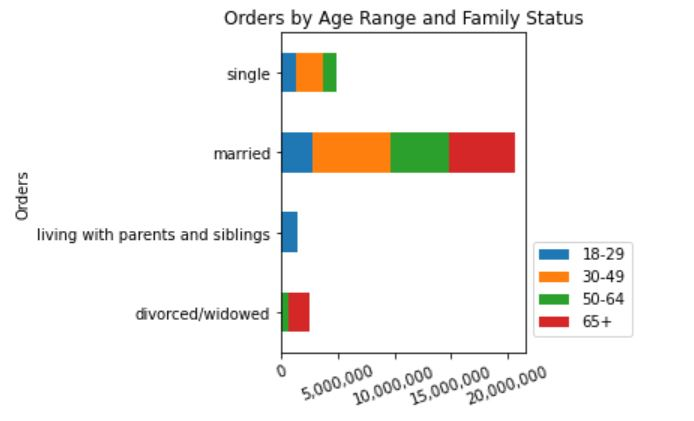 Orders by Age Range and Family Status
single
married
Orders
living with parents and siblings
divorced/widowed
18-29
30-49
50-64
65+
0
5,000,000
10,000,000
15,000,000
20,000,000